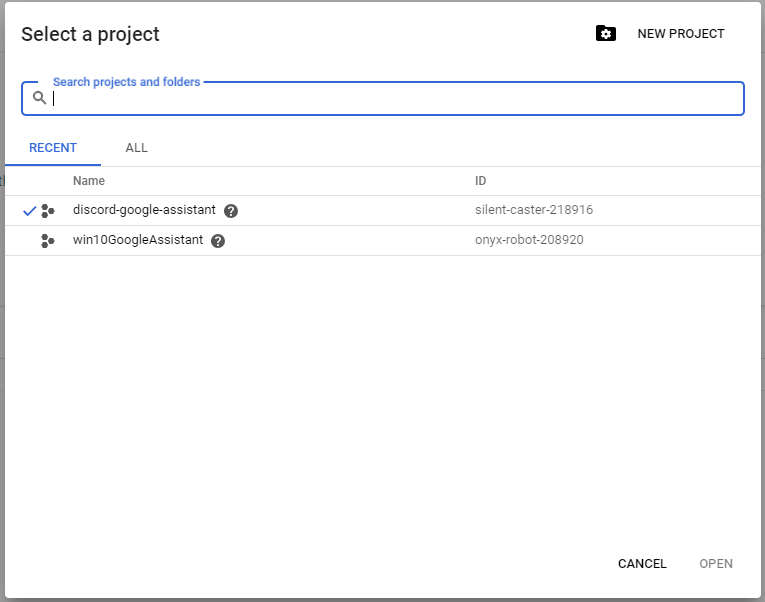 Select a project
NEW PROJECT
Search projects and folders
RECENT ALL
Name ID
discord-google-assistant silent-caster-218916
win10GoogleAssistant onyx-robot-208920
CANCEL OPEN